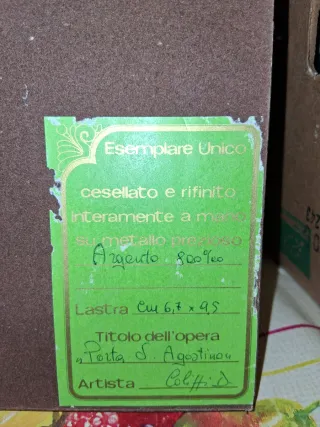 Esemplare Unico
cesellato e rifinito
interamente a mano
su metallo prezioso
Argento 800‰
Lastra cm 6,7 x 9,5
Titolo dell'opera
"Porta S. Agostino"
Artista